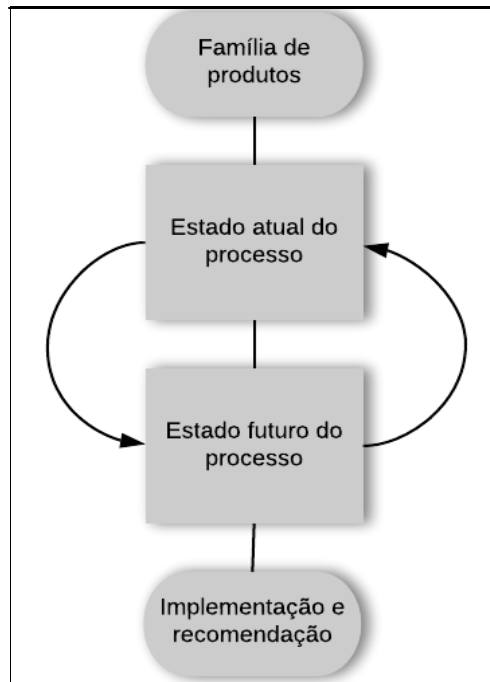 Família de
produtos
Estado atual do
processo
Estado futuro do
processo
Implementação e
recomendação